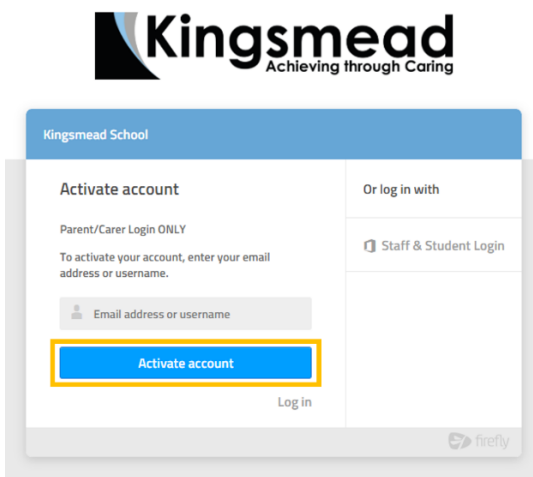 Kingsmead
Achieving through Caring
Kingsmead School
Activate account
Parent/Carer Login ONLY
To activate your account, enter your email
address or username.
Email address or username
Activate account
Log in
Or log in with
Staff & Student Login
firefly